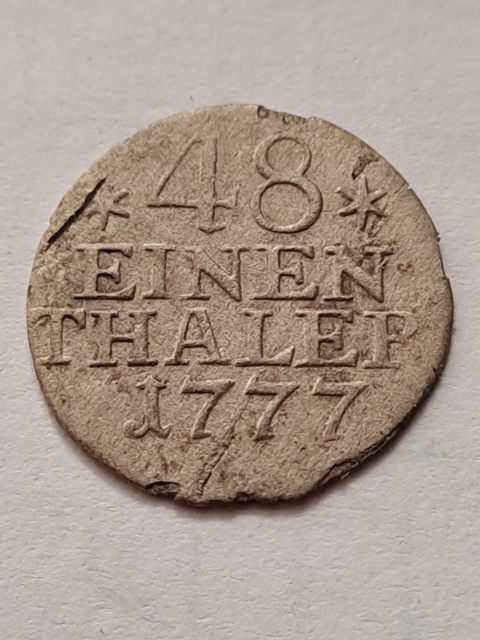 * 48 *
EINEN
THALER
1777